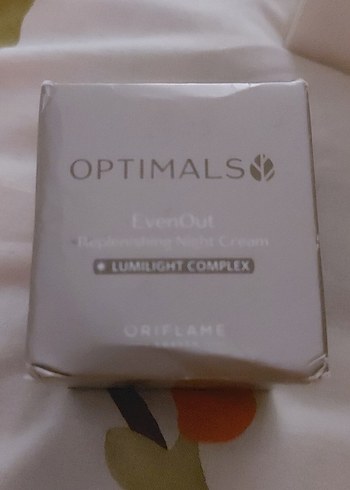 OPTIMALS
EvenOut
Replenishing Night Cream
LUMILIGHT COMPLEX
ORIFLAME